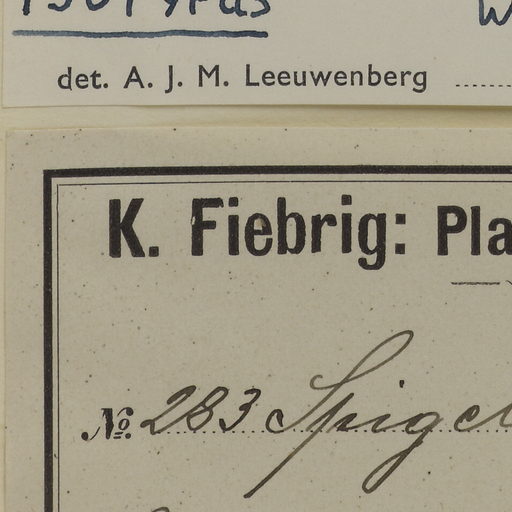 det. A. J. M. Leeuwenberg
K. Fiebrig: Pla
№ 283 Spigel